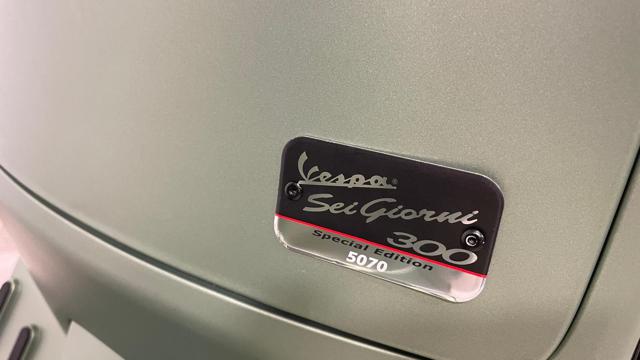 Vespa®
Sei Giorni
300
Special Edition
5070